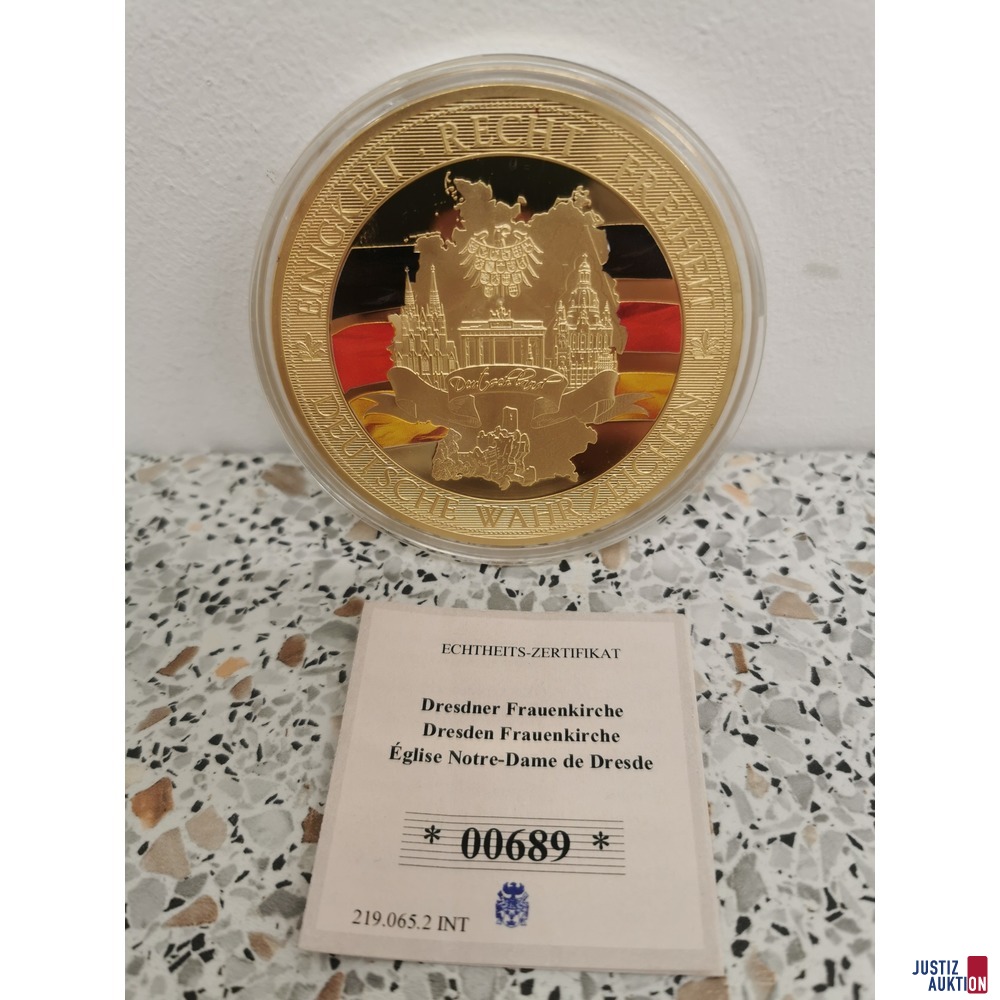 EINIGKEIT · RECHT · FREIHEIT
Deutschland
DEUTSCHE WAHRZEICHEN
ECHTHEITS-ZERTIFIKAT
Dresdner Frauenkirche
Dresden Frauenkirche
Église Notre-Dame de Dresde
* 00689 *
219.065.2 INT
JUSTIZ
AUKTION